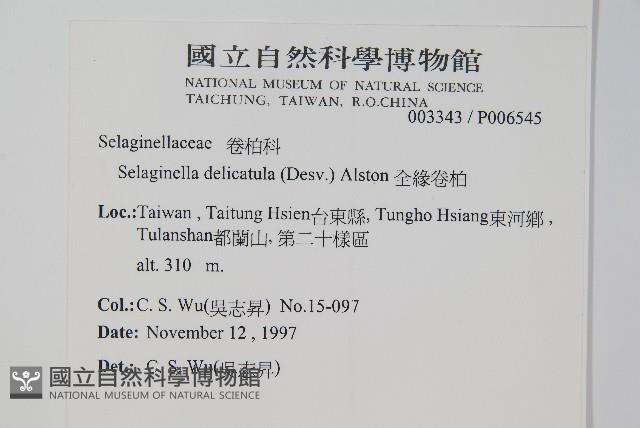 國立自然科學博物館
NATIONAL MUSEUM OF NATURAL SCIENCE
TAICHUNG, TAIWAN, R.O.CHINA
003343 / P006545
Selaginellaceae 卷柏科
Selaginella delicatula (Desv.) Alston 全緣卷柏
Loc.:Taiwan , Taitung Hsien台東縣, Tungho Hsiang東河鄉 ,
Tulanshan都蘭山, 第二十樣區
alt. 310 m.
Col.:C. S. Wu(吳志昇) No.15-097
Date: November 12 , 1997
Det.: C. S. Wu(吳志昇)
國立自然科學博物館
NATIONAL MUSEUM OF NATURAL SCIENCE